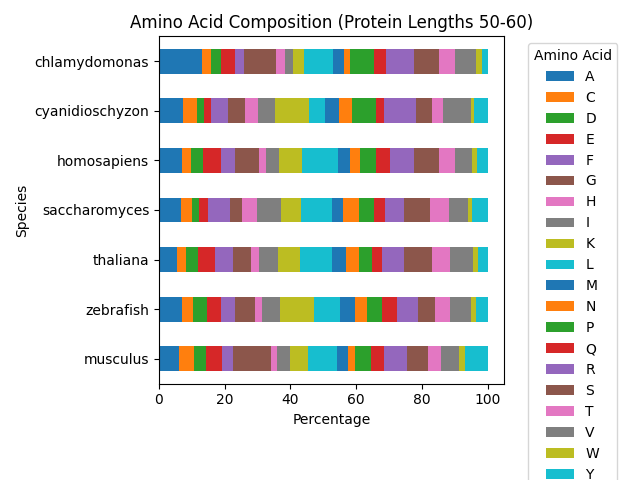 Amino Acid Composition (Protein Lengths 50-60)
chlamydomonas
cyanidioschyzon
homosapiens
saccharomyces
thaliana
zebrafish
musculus
Species
0 20 40 60 80 100
Percentage
Amino Acid
A
C
D
E
F
G
H
I
K
L
M
N
P
Q
R
S
T
V
W
Y